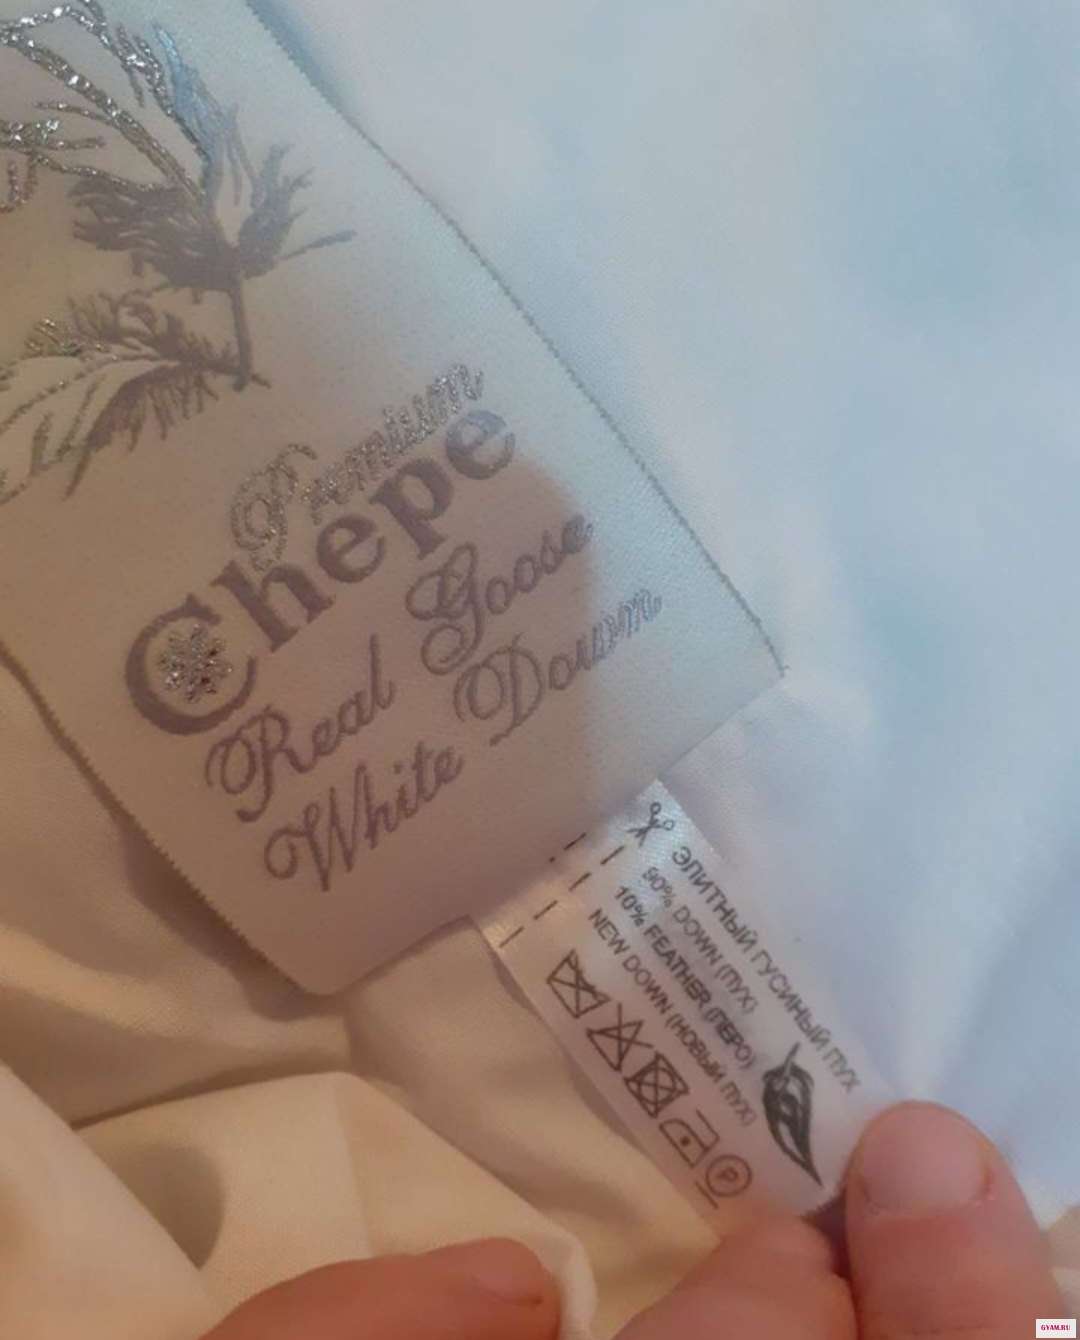 Premium
Chepe
Real Goose
White Down
ЭЛИТНЫЙ ГУСИНЫЙ ПУХ
90% DOWN (ПУХ)
10% FEATHER (ПЕРО)
NEW DOWN (НОВЫЙ ПУХ)
P
GYAM.RU